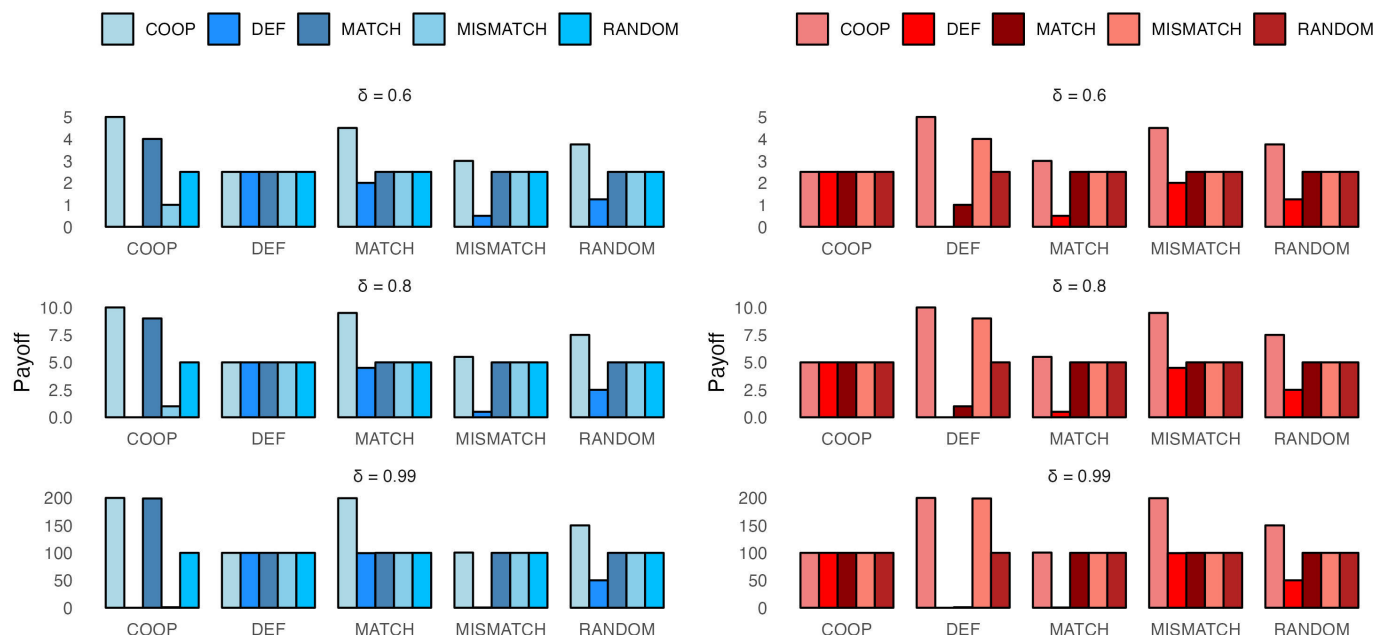 COOP DEF MATCH MISMATCH RANDOM
δ = 0.6
5
4
3
2
1
0
COOP DEF MATCH MISMATCH RANDOM
δ = 0.8
Payoff
10.0
7.5
5.0
2.5
0.0
COOP DEF MATCH MISMATCH RANDOM
δ = 0.99
200
150
100
50
0
COOP DEF MATCH MISMATCH RANDOM
COOP DEF MATCH MISMATCH RANDOM
δ = 0.6
5
4
3
2
1
0
COOP DEF MATCH MISMATCH RANDOM
δ = 0.8
Payoff
10.0
7.5
5.0
2.5
0.0
COOP DEF MATCH MISMATCH RANDOM
δ = 0.99
200
150
100
50
0
COOP DEF MATCH MISMATCH RANDOM